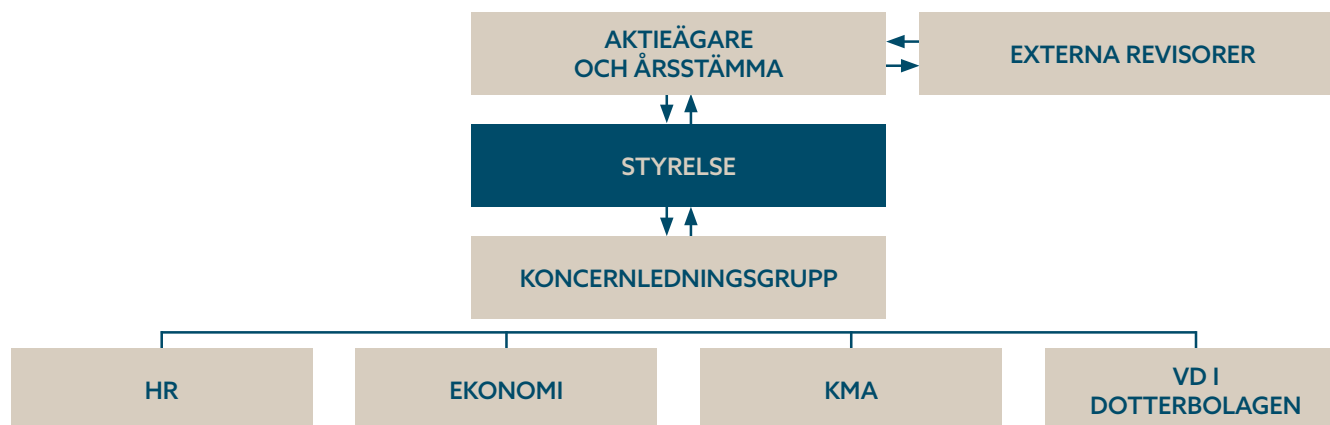 AKTIEÄGARE
OCH ÅRSSTÄMMA
EXTERNA REVISORER
STYRELSE
KONCERNLEDNINGSGRUPP
HR
EKONOMI
KMA
VD I
DOTTERBOLAGEN